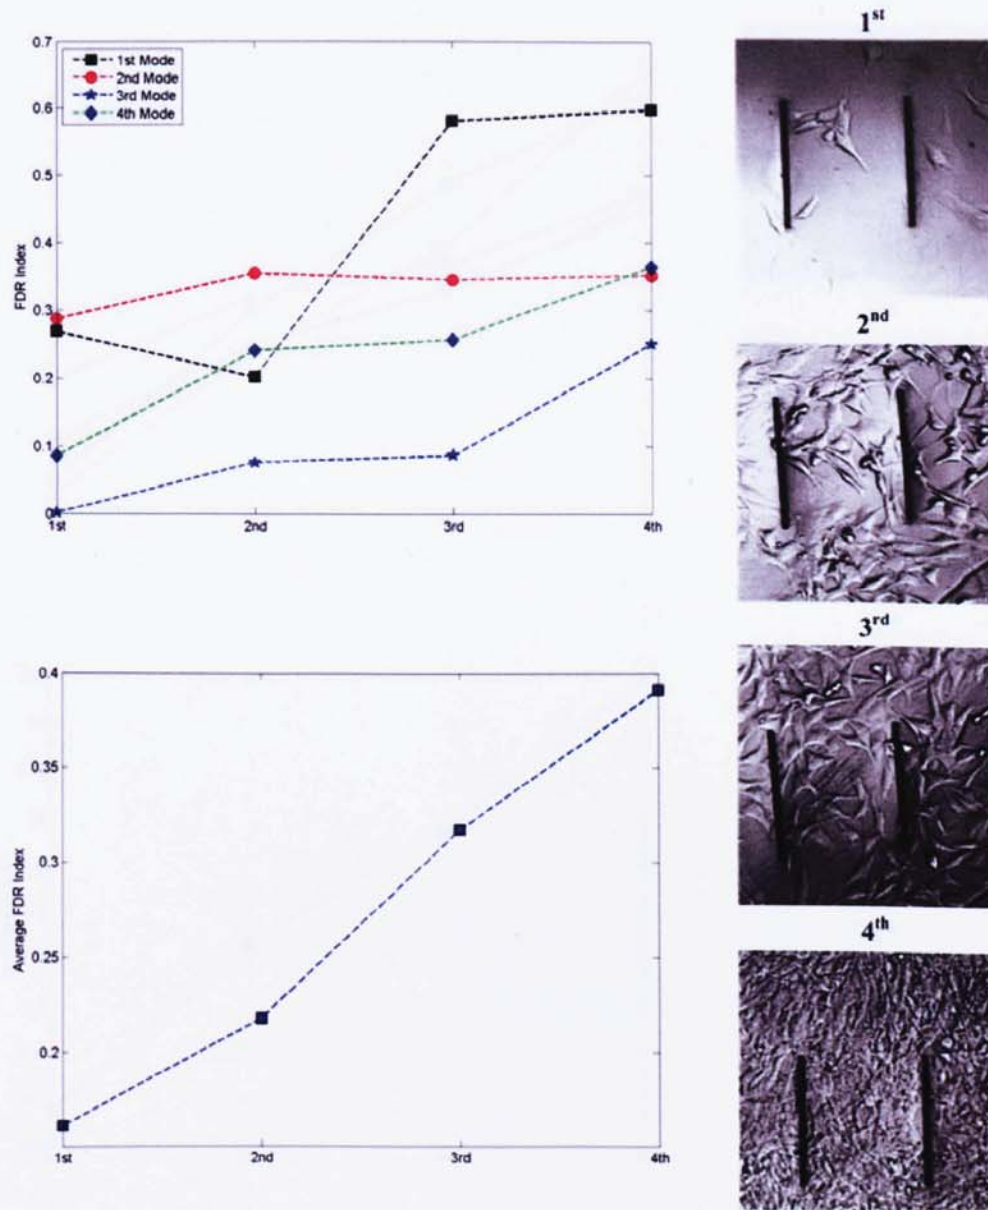 0.7
1st Mode
2nd Mode
3rd Mode
4th Mode
0.6
0.5
0.4
0.3
0.2
0.1
0
FDR Index
1st
2nd
3rd
4th
0.4
0.35
0.3
0.25
0.2
Average FDR Index
1st
2nd
3rd
4th
1st
2nd
3rd
4th